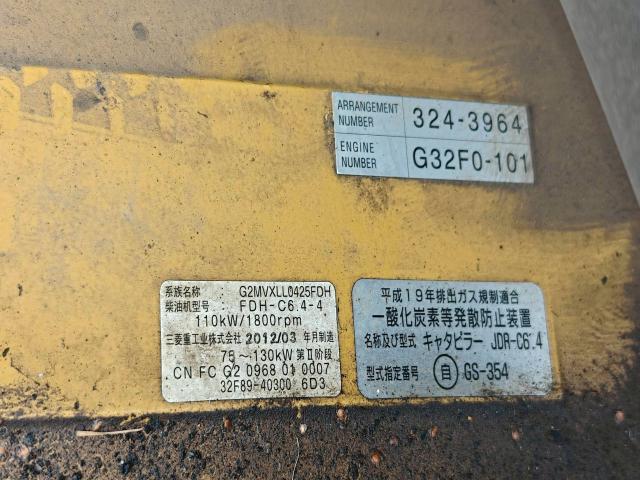 ARRANGEMENT NUMBER 324-3964
ENGINE NUMBER G32F0-101
系族名称 : G2MVXLL0425FDH
柴油机型号 : FDH-C6.4-4
110kW/1800rpm
三菱重工业株式会社 2012/03 年月制造
75～130kW 第Ⅱ阶段
CN FC G2 0968 01 0007
32F89-40300 6D3
平成19年排出ガス規制適合
一酸化炭素等発散防止装置
名称及び型式 キャタピラー JDR-C6.4
型式指定番号 自 GS-354